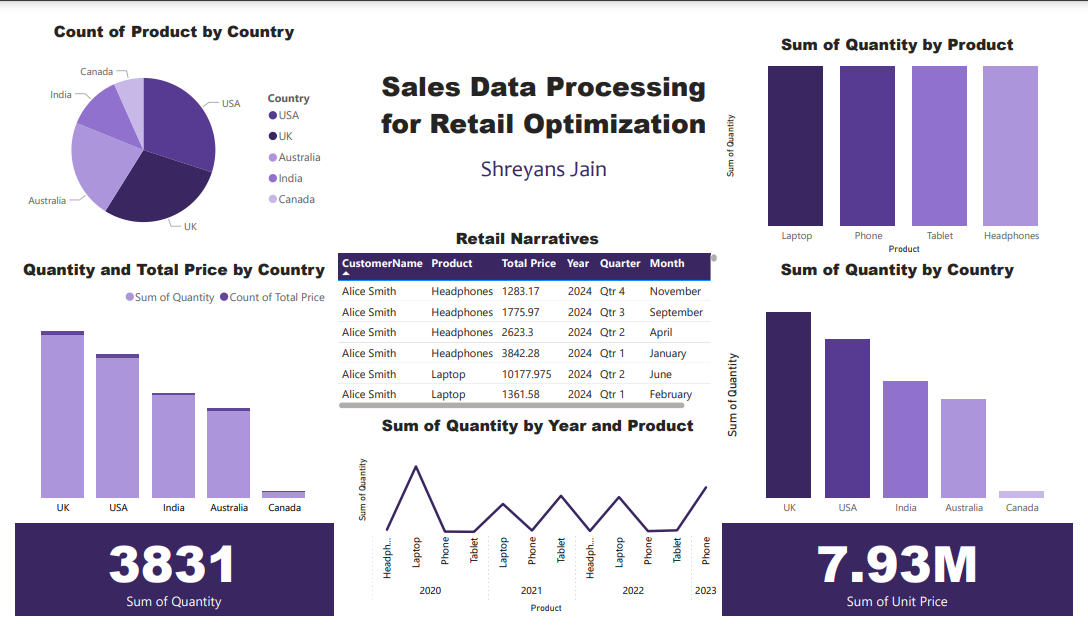 Count of Product by Country
Canada
India
USA
Australia
UK
Country
USA
UK
Australia
India
Canada
Sales Data Processing
for Retail Optimization
Shreyans Jain
Sum of Quantity by Product
Sum of Quantity
Laptop Phone Tablet Headphones
Product
Quantity and Total Price by Country
Sum of Quantity Count of Total Price
UK USA India Australia Canada
Retail Narratives
CustomerName Product Total Price Year Quarter Month
Alice Smith Headphones 1283.17 2024 Qtr 4 November
Alice Smith Headphones 1775.97 2024 Qtr 3 September
Alice Smith Headphones 2623.3 2024 Qtr 2 April
Alice Smith Headphones 3842.28 2024 Qtr 1 January
Alice Smith Laptop 10177.975 2024 Qtr 2 June
Alice Smith Laptop 1361.58 2024 Qtr 1 February
Sum of Quantity by Country
Sum of Quantity
UK USA India Australia Canada
Sum of Quantity by Year and Product
Sum of Quantity
Headph... Laptop Phone Tablet Laptop Phone Tablet Headph... Laptop Phone Tablet Phone
2020 2021 2022 2023
Product
3831
Sum of Quantity
7.93M
Sum of Unit Price